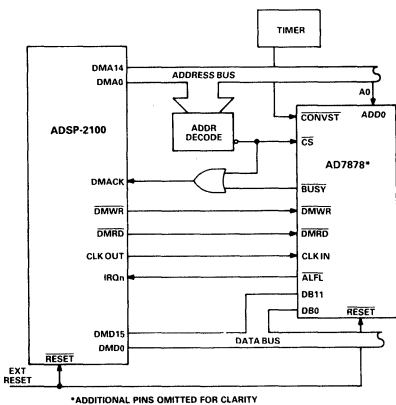 TIMER
DMA14
DMA0
ADDRESS BUS
A0
ADD0
ADSP-2100
ADDR
DECODE
CONVST
CS
AD7878*
DMACK
BUSY
DMWR
DMWR
DMRD
DMRD
CLK OUT
CLK IN
IRQn
ALFL
DB11
DB0
RESET
DMD15
DMD0
DATA BUS
RESET
EXT
RESET
*ADDITIONAL PINS OMITTED FOR CLARITY